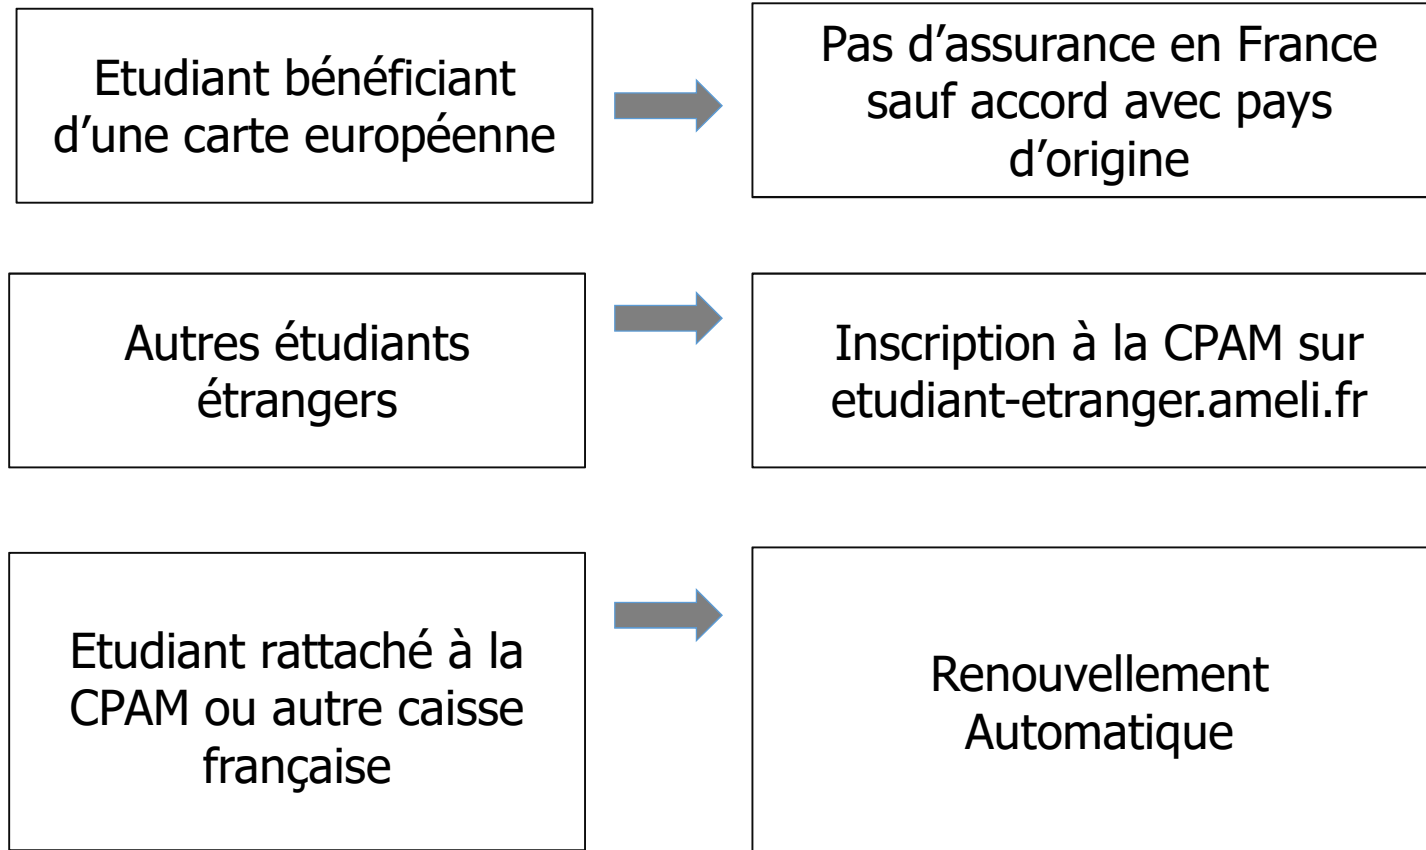 Etudiant bénéficiant
d’une carte européenne
Pas d’assurance en France
sauf accord avec pays
d’origine
Autres étudiants
étrangers
Inscription à la CPAM sur
etudiant-etranger.ameli.fr
Etudiant rattaché à la
CPAM ou autre caisse
française
Renouvellement
Automatique